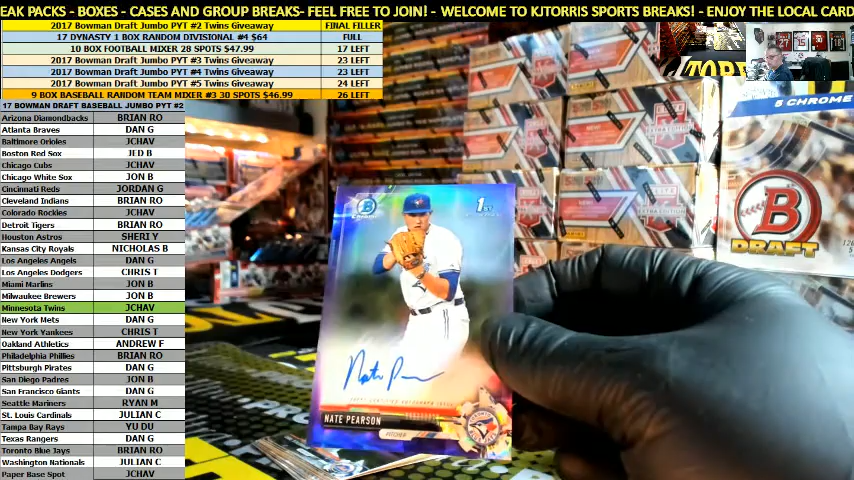 EAK PACKS - BOXES - CASES AND GROUP BREAKS- FEEL FREE TO JOIN! - WELCOME TO KJTORRIS SPORTS BREAKS! - ENJOY THE LOCAL CARD
2017 Bowman Draft Jumbo PYT #2 Twins Giveaway FINAL FILLER
17 DYNASTY 1 BOX RANDOM DIVISIONAL #4 $64 FULL
10 BOX FOOTBALL MIXER 28 SPOTS $47.99 17 LEFT
2017 Bowman Draft Jumbo PYT #3 Twins Giveaway 23 LEFT
2017 Bowman Draft Jumbo PYT #4 Twins Giveaway 23 LEFT
2017 Bowman Draft Jumbo PYT #5 Twins Giveaway 24 LEFT
9 BOX BASEBALL RANDOM TEAM MIXER #3 30 SPOTS $46.99 26 LEFT
17 BOWMAN DRAFT BASEBALL JUMBO PYT #2
Arizona Diamondbacks BRIAN RO
Atlanta Braves DAN G
Baltimore Orioles JCHAV
Boston Red Sox JED B
Chicago Cubs JCHAV
Chicago White Sox JON B
Cincinnati Reds JORDAN G
Cleveland Indians BRIAN RO
Colorado Rockies JCHAV
Detroit Tigers BRIAN RO
Houston Astros SHERI Y
Kansas City Royals NICHOLAS B
Los Angeles Angels DAN G
Los Angeles Dodgers CHRIS T
Miami Marlins JON B
Milwaukee Brewers JON B
Minnesota Twins JCHAV
New York Mets DAN G
New York Yankees CHRIS T
Oakland Athletics ANDREW F
Philadelphia Phillies BRIAN RO
Pittsburgh Pirates DAN G
San Diego Padres JON B
San Francisco Giants DAN G
Seattle Mariners RYAN M
St. Louis Cardinals JULIAN C
Tampa Bay Rays YU DU
Texas Rangers DAN G
Toronto Blue Jays BRIAN RO
Washington Nationals JULIAN C
Paper Base Spot JCHAV
1st
Nate P
NATE PEARSON
PITCHER
5 CHROME
B
DRAFT